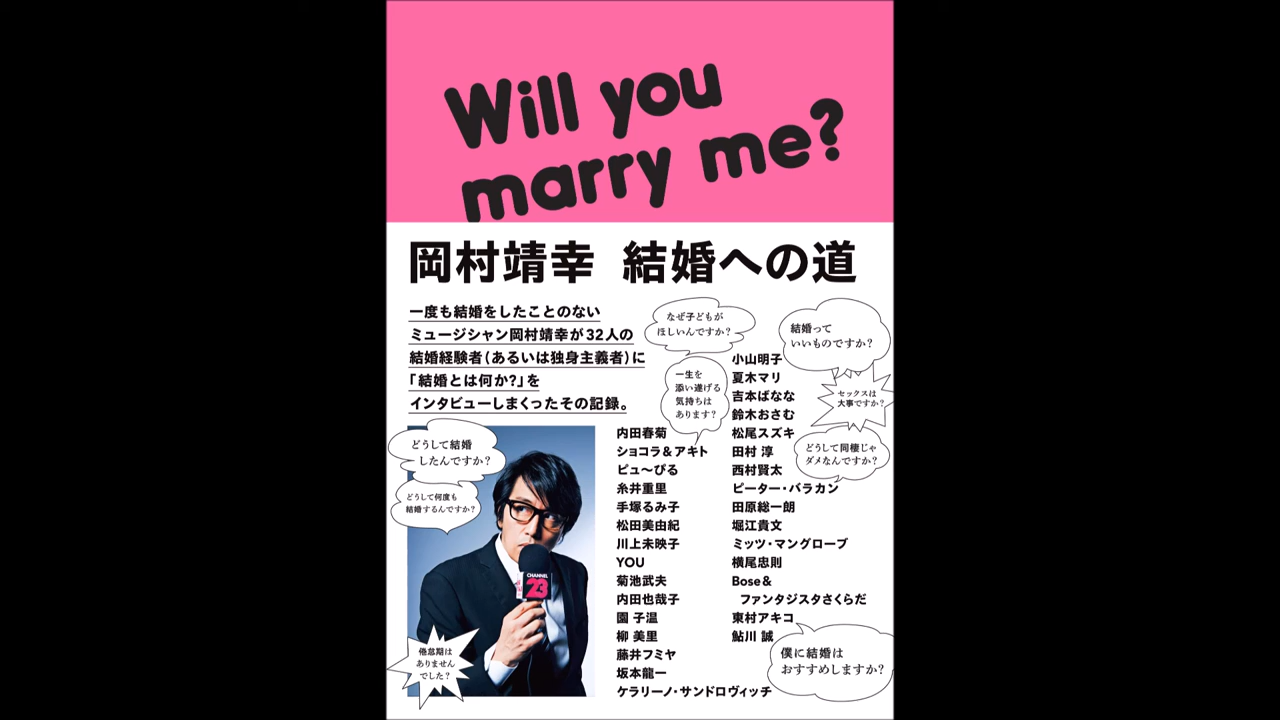 Will you
marry me?
岡村靖幸 結婚への道
一度も結婚をしたことのない
ミュージシャン岡村靖幸が32人の
結婚経験者(あるいは独身主義者)に
「結婚とは何か?」を
インタビューしまくったその記録。
なぜ子どもが
ほしいんですか?
結婚って
いいものですか?
一生を
添い遂げる
気持ちは
あります?
セックスは
大事ですか?
どうして同棲じゃ
ダメなんですか?
どうして結婚
したんですか?
どうして何度も
結婚するんですか?
CHANNEL
23
倦怠期は
ありません
でした?
内田春菊
ショコラ&アキト
ピュ〜ぴる
糸井重里
手塚るみ子
松田美由紀
川上未映子
YOU
菊池武夫
内田也哉子
園 子温
柳 美里
藤井フミヤ
坂本龍一
ケラリーノ・サンドロヴィッチ
小山明子
夏木マリ
吉本ばなな
鈴木おさむ
松尾スズキ
田村 淳
西村賢太
ピーター・バラカン
田原総一朗
堀江貴文
ミッツ・マングローブ
横尾忠則
Bose&
ファンタジスタさくらだ
東村アキコ
鮎川 誠
僕に結婚は
おすすめしますか?